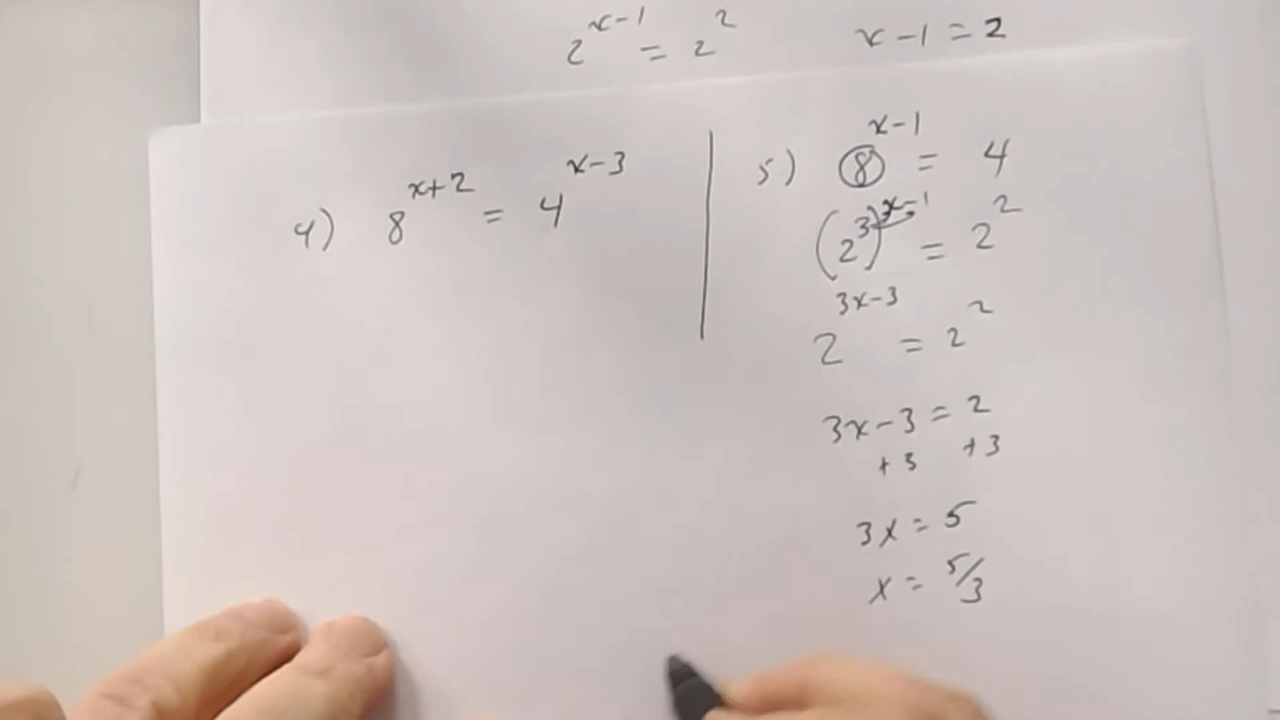 2^{x-1} = 2^2 x-1=2
4) 8^{x+2} = 4^{x-3}
5) 8^{x-1} = 4
(2^3)^{x-1} = 2^2
2^{3x-3} = 2^2
3x-3=2
+3 +3
3x=5
x=5/3